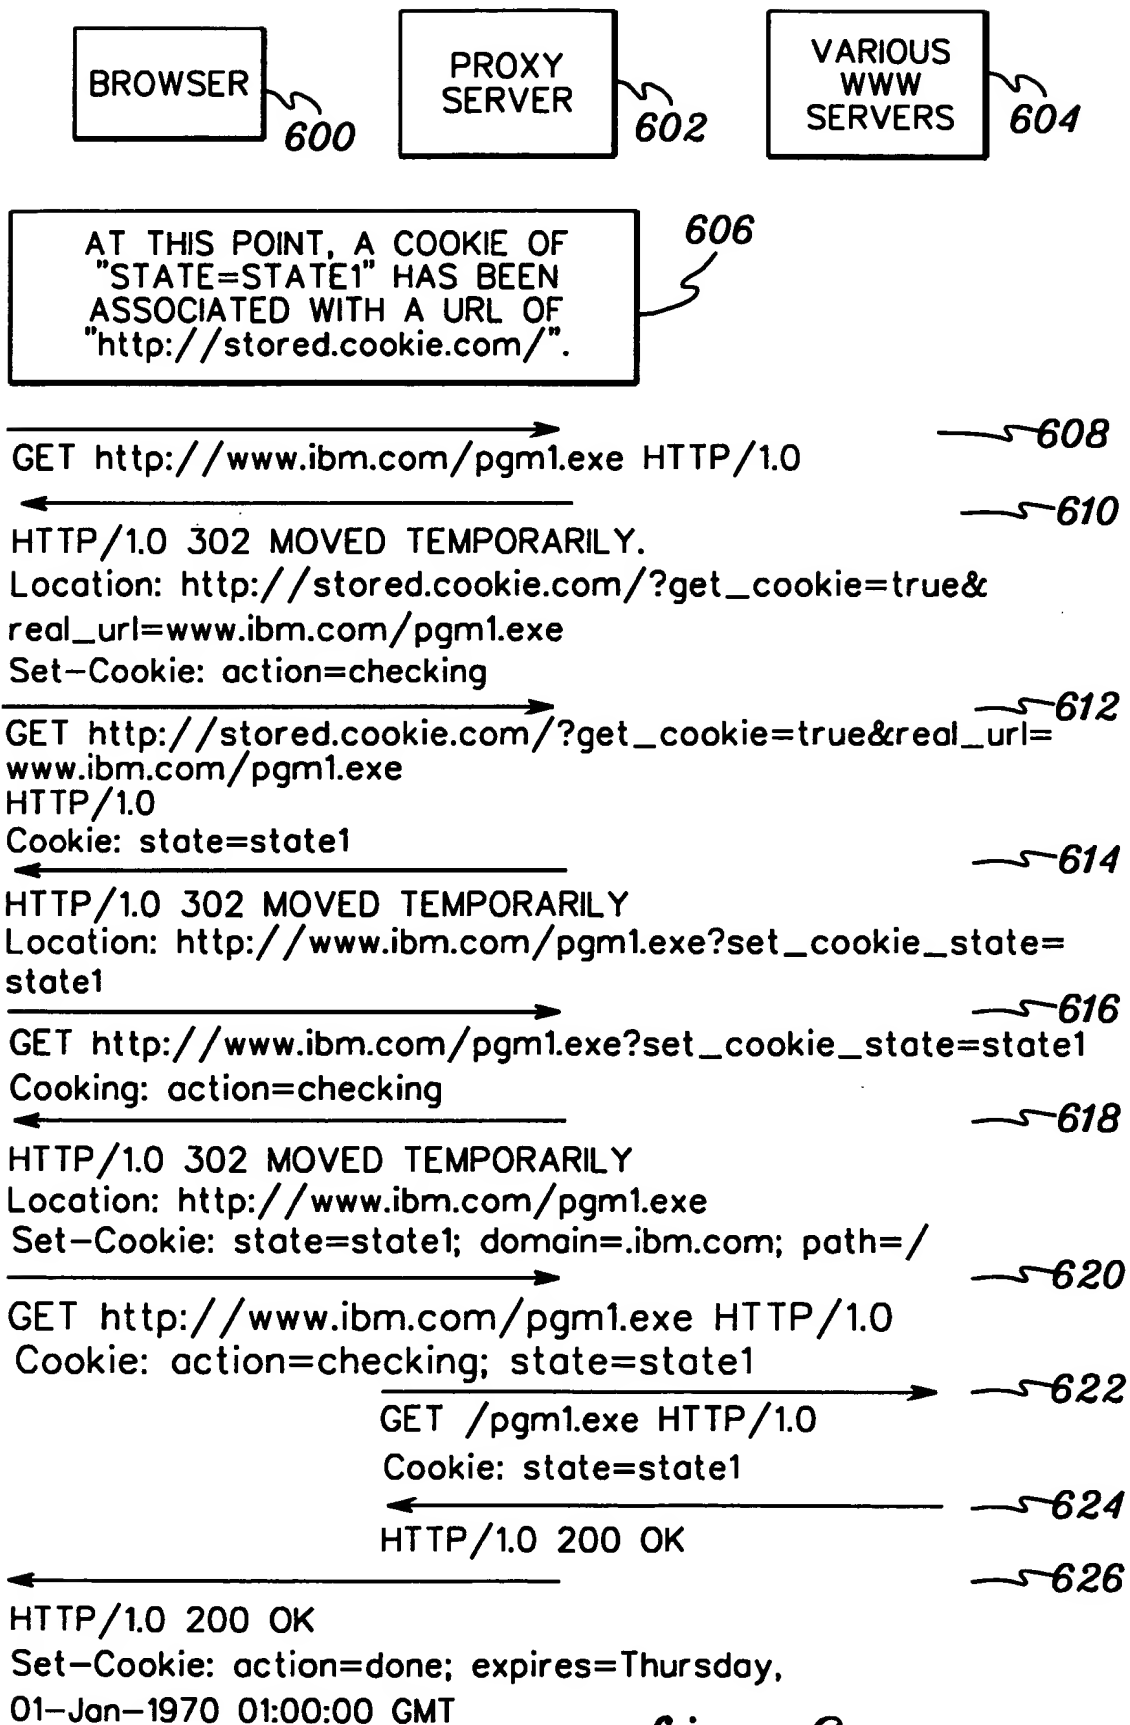 BROWSER
600
PROXY
SERVER
602
VARIOUS
WWW
SERVERS
604
AT THIS POINT, A COOKIE OF
"STATE=STATE1" HAS BEEN
ASSOCIATED WITH A URL OF
"http://stored.cookie.com/".
606
608
GET http://www.ibm.com/pgm1.exe HTTP/1.0
610
HTTP/1.0 302 MOVED TEMPORARILY.
Location: http://stored.cookie.com/?get_cookie=true&
real_url=www.ibm.com/pgm1.exe
Set-Cookie: action=checking
612
GET http://stored.cookie.com/?get_cookie=true&real_url=
www.ibm.com/pgm1.exe
HTTP/1.0
Cookie: state=state1
614
HTTP/1.0 302 MOVED TEMPORARILY
Location: http://www.ibm.com/pgm1.exe?set_cookie_state=
state1
616
GET http://www.ibm.com/pgm1.exe?set_cookie_state=state1
Cooking: action=checking
618
HTTP/1.0 302 MOVED TEMPORARILY
Location: http://www.ibm.com/pgm1.exe
Set-Cookie: state=state1; domain=.ibm.com; path=/
620
GET http://www.ibm.com/pgm1.exe HTTP/1.0
Cookie: action=checking; state=state1
622
GET /pgm1.exe HTTP/1.0
Cookie: state=state1
624
HTTP/1.0 200 OK
626
HTTP/1.0 200 OK
Set-Cookie: action=done; expires=Thursday,
01-Jan-1970 01:00:00 GMT